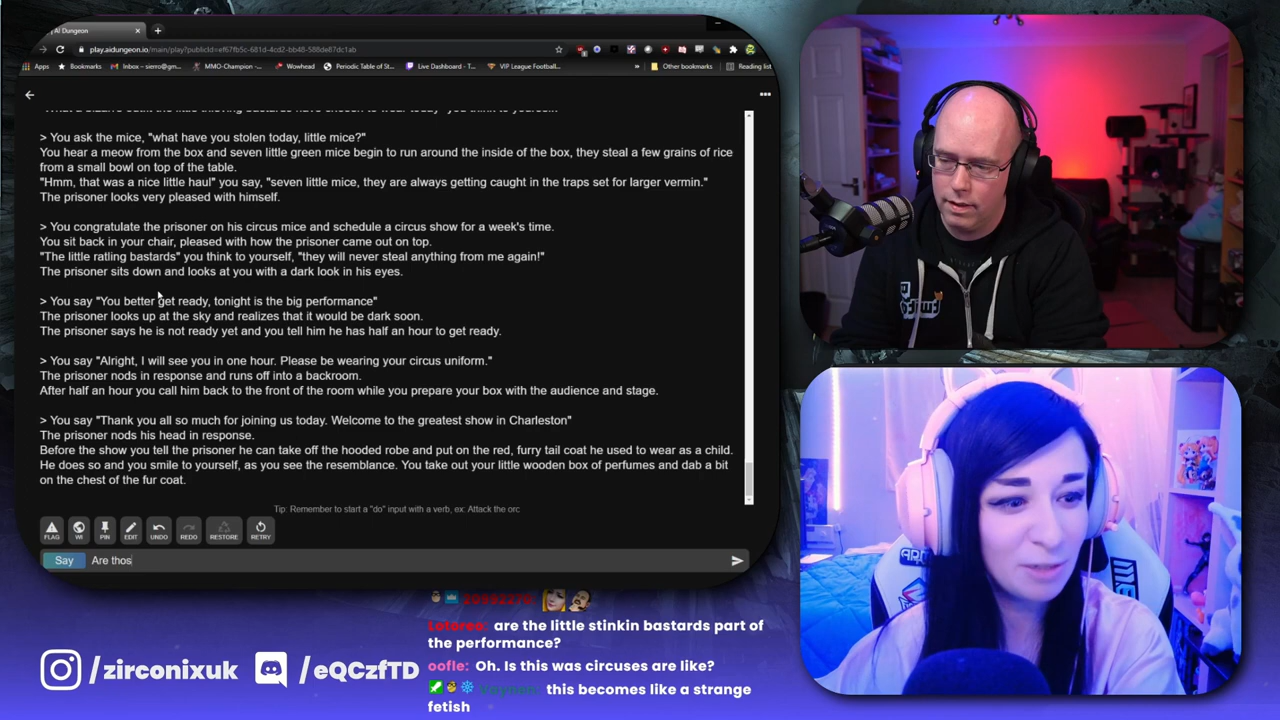 AI Dungeon
play.aidungeon.io/main/play?publicId=ef67fb5c-681d-4cd2-bb48-588de87dc1ab
Apps Bookmarks Inbox – sierro@gm... MMO-Champion -... Wowhead Periodic Table of St... Live Dashboard - T... VIP League Football... » Other bookmarks Reading list
> You ask the mice, "what have you stolen today, little mice?"
You hear a meow from the box and seven little green mice begin to run around the inside of the box, they steal a few grains of rice
from a small bowl on top of the table.
"Hmm, that was a nice little haul" you say, "seven little mice, they are always getting caught in the traps set for larger vermin."
The prisoner looks very pleased with himself.
> You congratulate the prisoner on his circus mice and schedule a circus show for a week's time.
You sit back in your chair, pleased with how the prisoner came out on top.
"The little ratling bastards" you think to yourself, "they will never steal anything from me again!"
The prisoner sits down and looks at you with a dark look in his eyes.
> You say "You better get ready, tonight is the big performance"
The prisoner looks up at the sky and realizes that it would be dark soon.
The prisoner says he is not ready yet and you tell him he has half an hour to get ready.
> You say "Alright, I will see you in one hour. Please be wearing your circus uniform."
The prisoner nods in response and runs off into a backroom.
After half an hour you call him back to the front of the room while you prepare your box with the audience and stage.
> You say "Thank you all so much for joining us today. Welcome to the greatest show in Charleston"
The prisoner nods his head in response.
Before the show you tell the prisoner he can take off the hooded robe and put on the red, furry tail coat he used to wear as a child.
He does so and you smile to yourself, as you see the resemblance. You take out your little wooden box of perfumes and dab a bit
on the chest of the fur coat.
Tip: Remember to start a "do" input with a verb, ex. Attack the orc
FLAG WI PIN EDIT UNDO REDO RESTORE RETRY
Say Are thos
20992270:
Lotareo: are the little stinkin bastards part of
the performance?
oofle: Oh. Is this was circuses are like?
this becomes like a strange
fetish
/zirconixuk /eQCzfTD